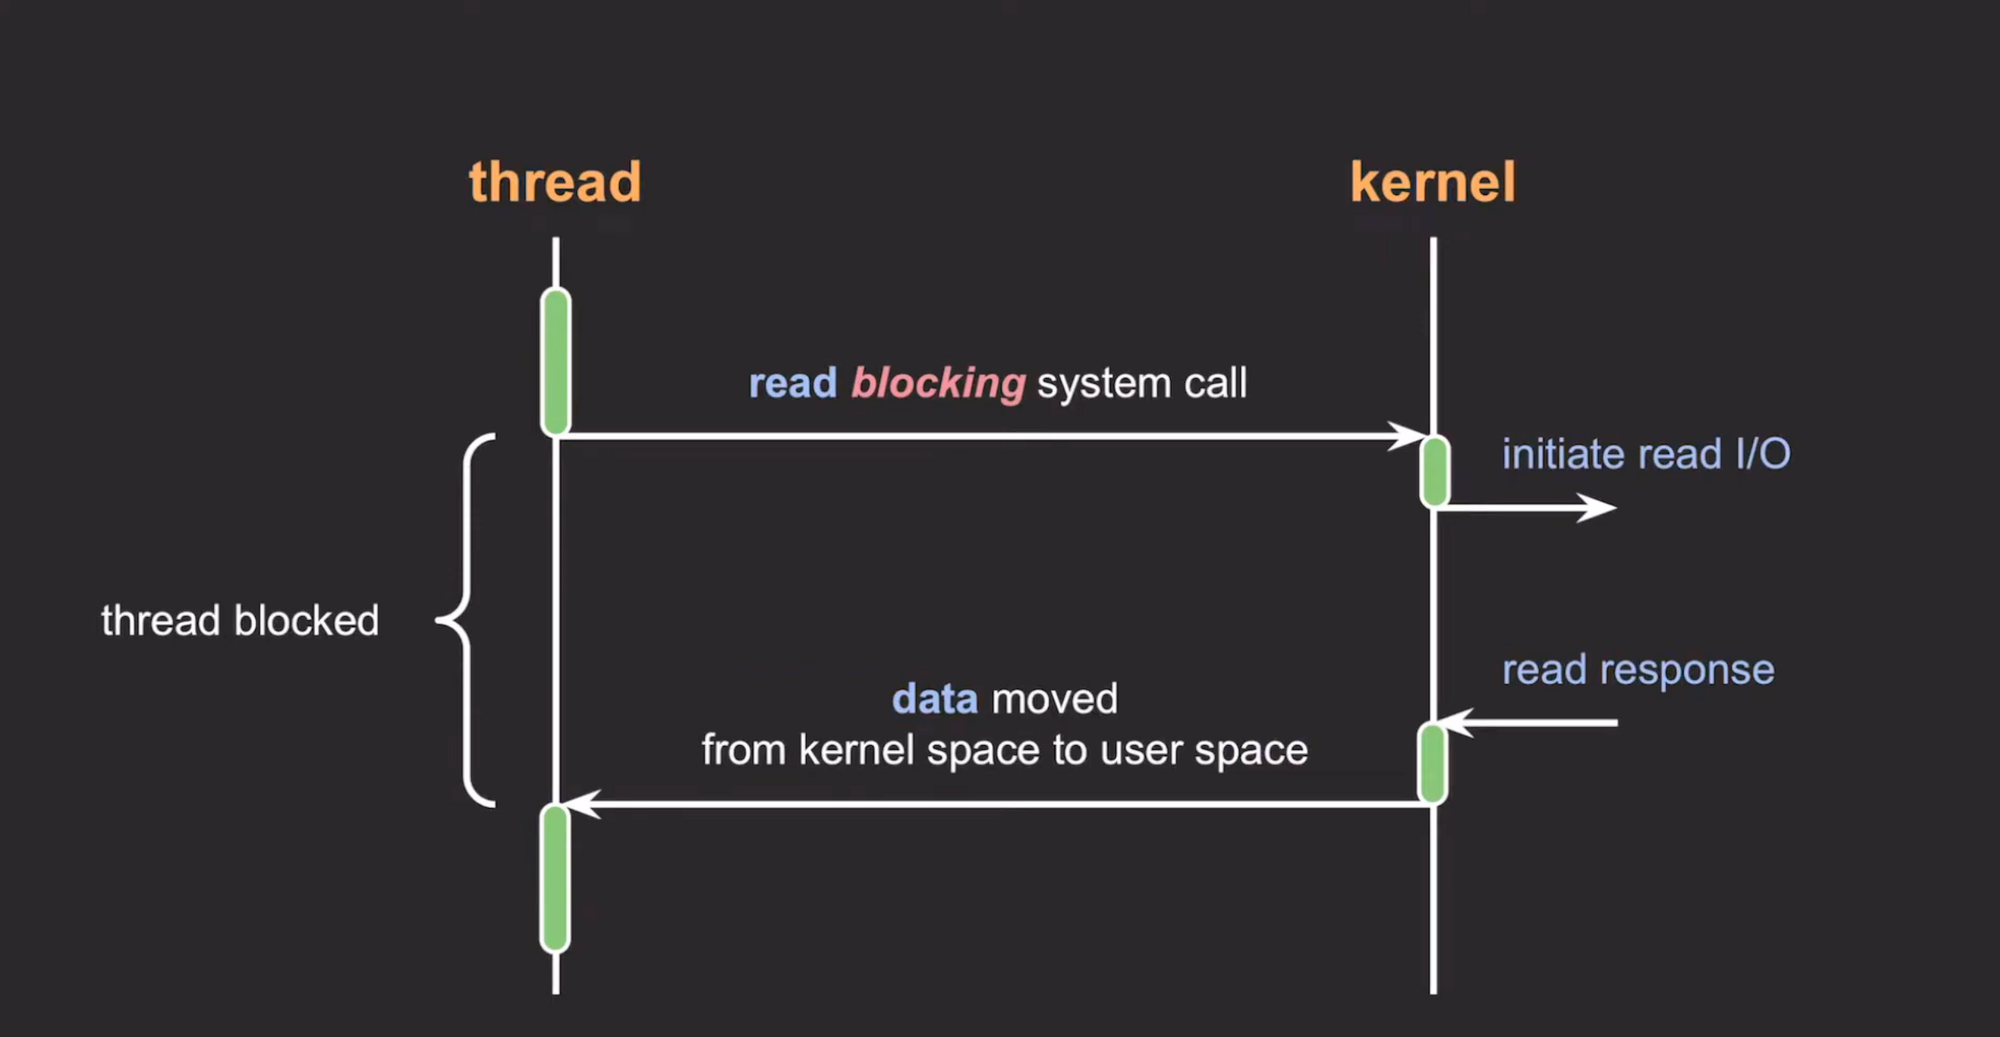 thread
kernel
read blocking system call
initiate read I/O
thread blocked
read response
data moved
from kernel space to user space